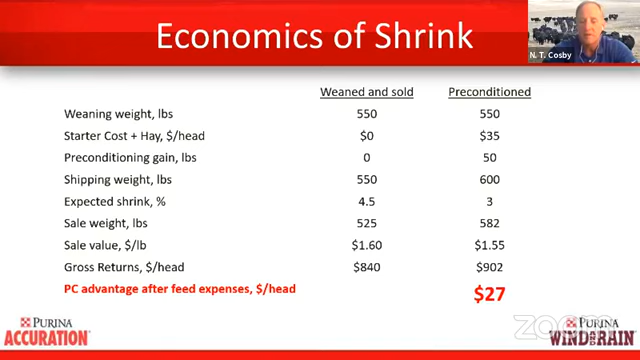 Economics of Shrink
N. T. Cosby
Weaned and sold Preconditioned
Weaning weight, lbs 550 550
Starter Cost + Hay, $/head $0 $35
Preconditioning gain, lbs 0 50
Shipping weight, lbs 550 600
Expected shrink, % 4.5 3
Sale weight, lbs 525 582
Sale value, $/lb $1.60 $1.55
Gross Returns, $/head $840 $902
PC advantage after feed expenses, $/head $27
zoom
PURINA
ACCURATION
PURINA
WIND AND RAIN